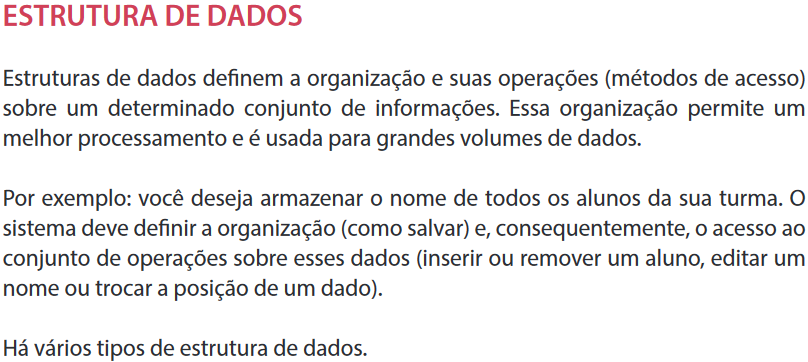 ESTRUTURA DE DADOS
Estruturas de dados definem a organização e suas operações (métodos de acesso)
sobre um determinado conjunto de informações. Essa organização permite um
melhor processamento e é usada para grandes volumes de dados.
Por exemplo: você deseja armazenar o nome de todos os alunos da sua turma. O
sistema deve definir a organização (como salvar) e, consequentemente, o acesso ao
conjunto de operações sobre esses dados (inserir ou remover um aluno, editar um
nome ou trocar a posição de um dado).
Há vários tipos de estrutura de dados.